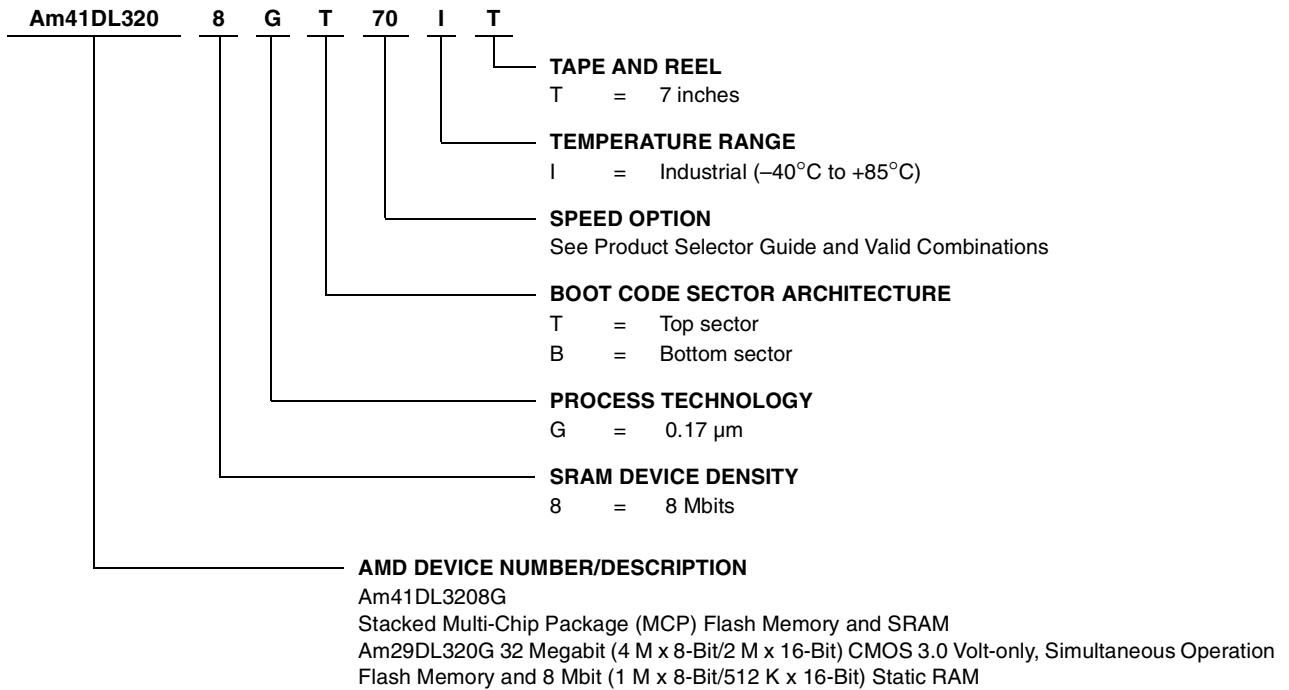 Am41DL320 8 G T 70 I T
TAPE AND REEL
T = 7 inches
TEMPERATURE RANGE
I = Industrial (–40°C to +85°C)
SPEED OPTION
See Product Selector Guide and Valid Combinations
BOOT CODE SECTOR ARCHITECTURE
T = Top sector
B = Bottom sector
PROCESS TECHNOLOGY
G = 0.17 µm
SRAM DEVICE DENSITY
8 = 8 Mbits
AMD DEVICE NUMBER/DESCRIPTION
Am41DL3208G
Stacked Multi-Chip Package (MCP) Flash Memory and SRAM
Am29DL320G 32 Megabit (4 M x 8-Bit/2 M x 16-Bit) CMOS 3.0 Volt-only, Simultaneous Operation
Flash Memory and 8 Mbit (1 M x 8-Bit/512 K x 16-Bit) Static RAM